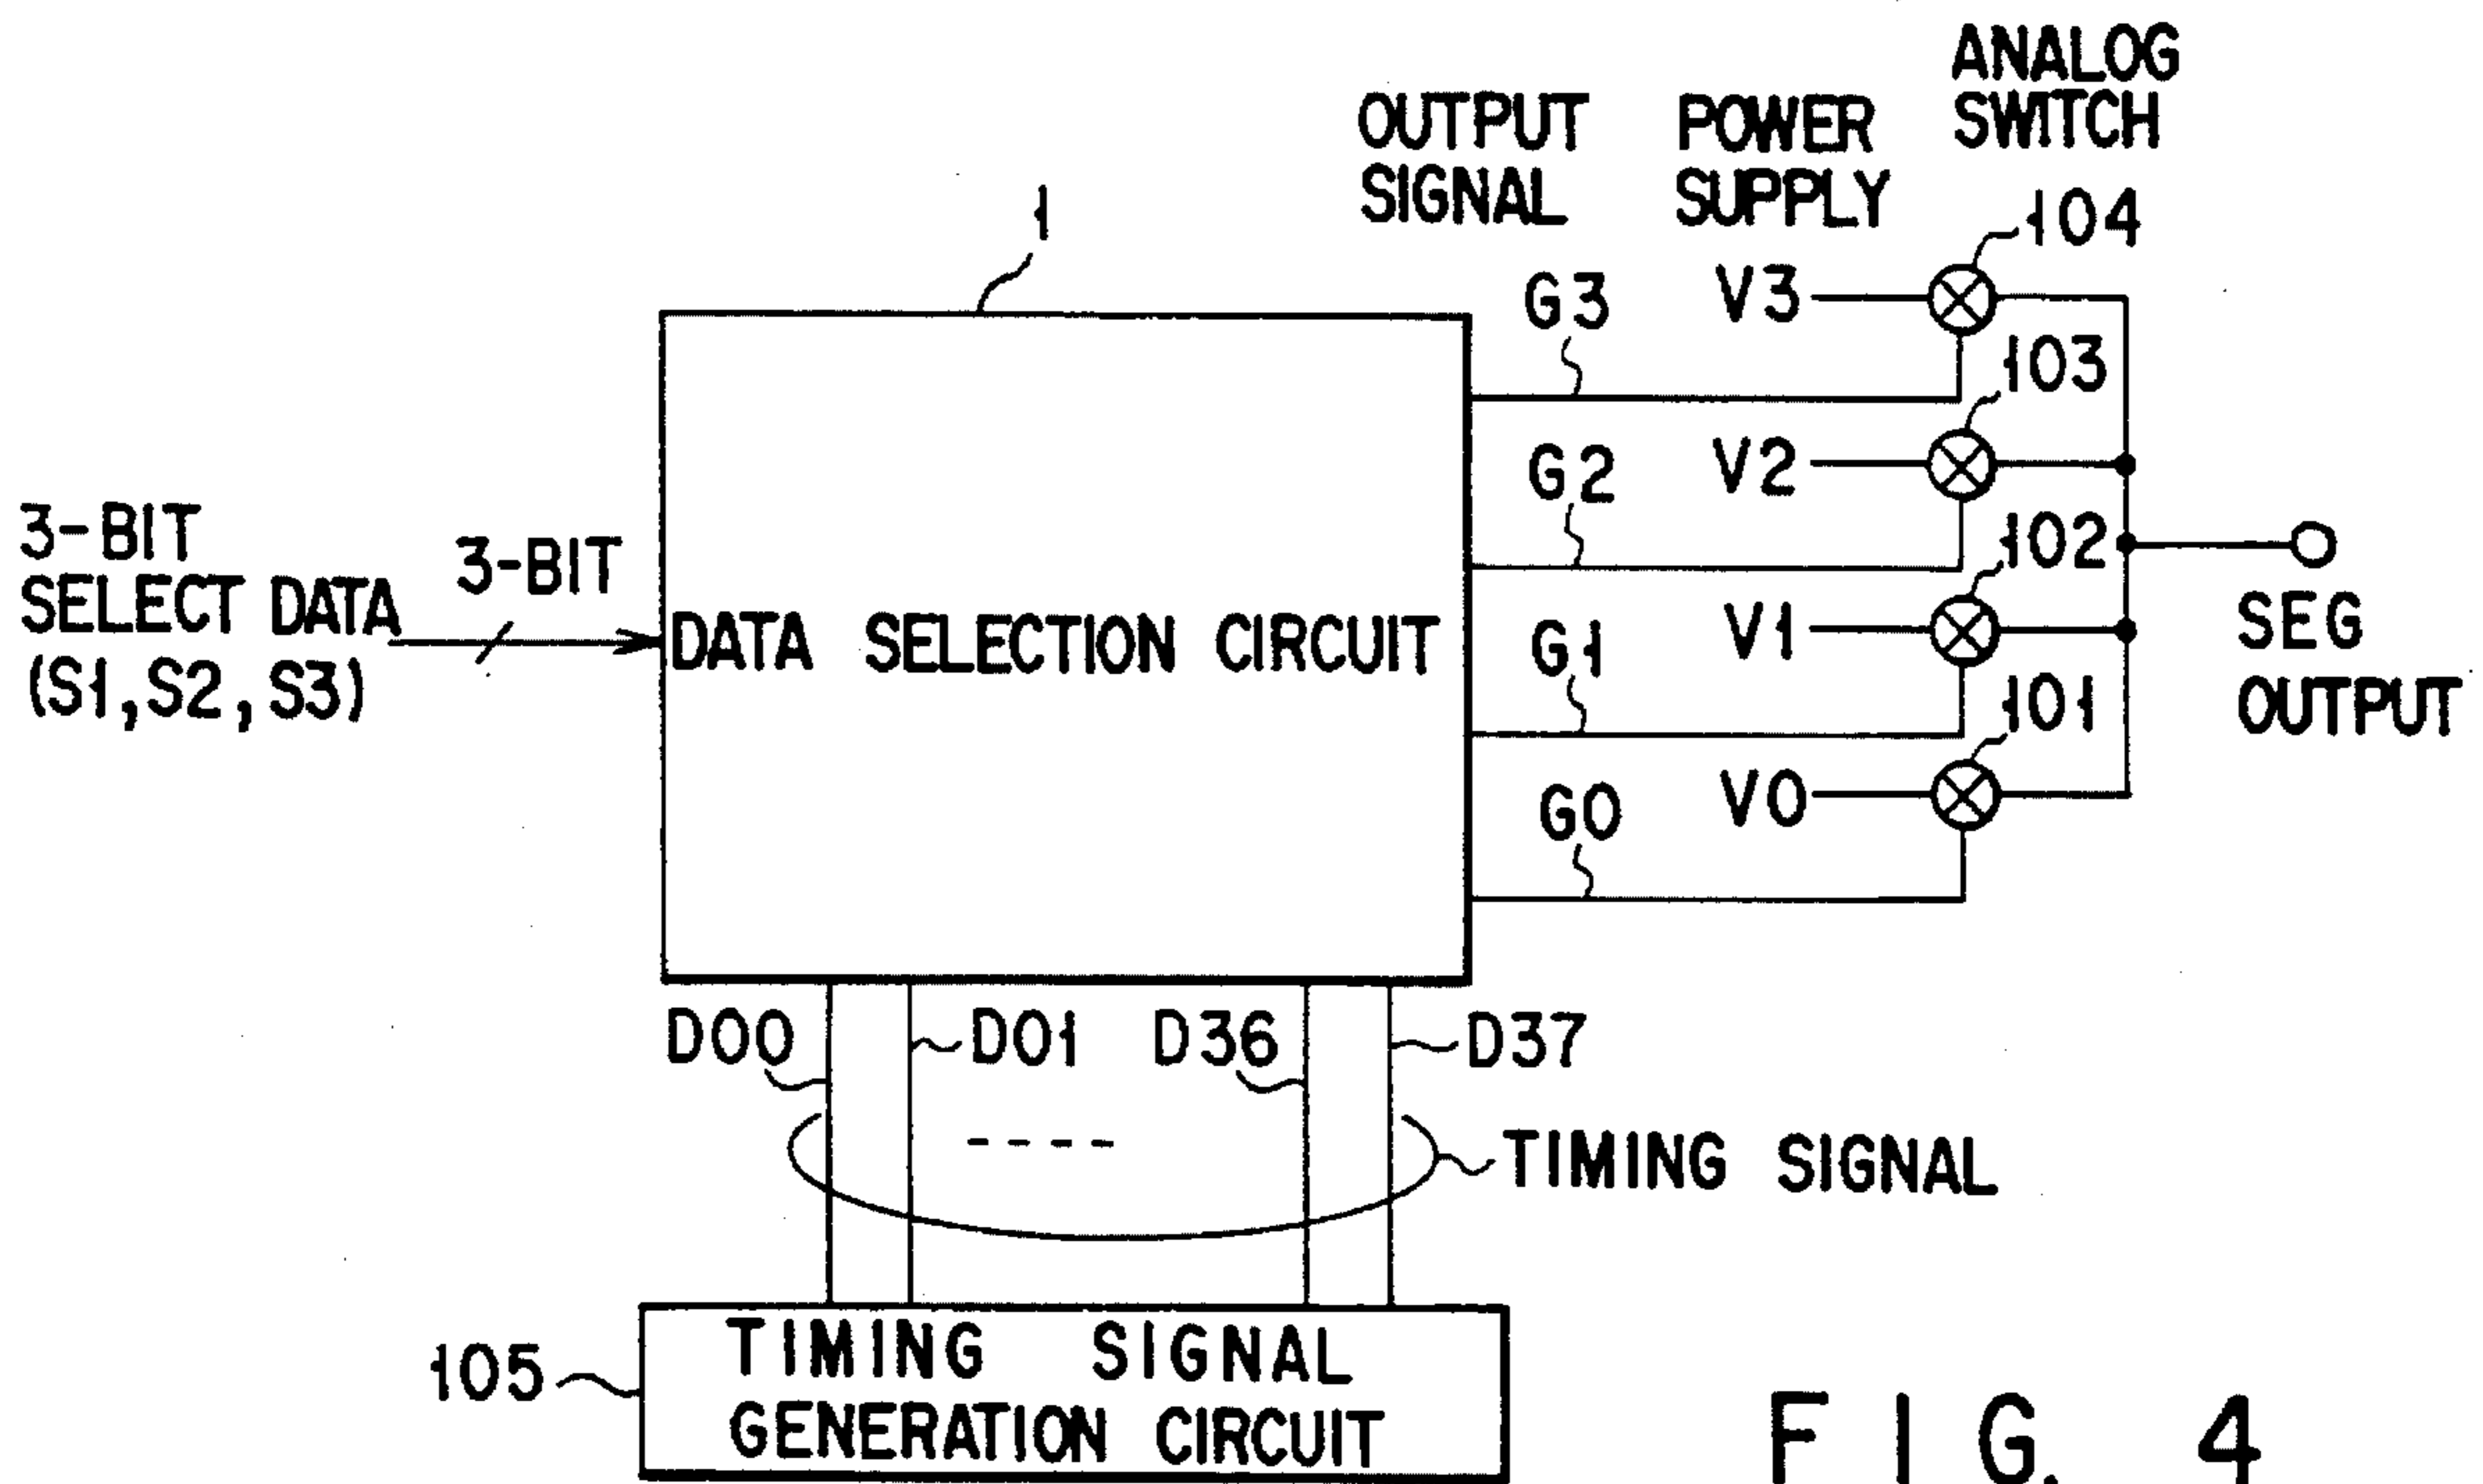 ANALOG
SWITCH
OUTPUT
SIGNAL
POWER
SUPPLY
1
104
G3
V3
103
G2
V2
102
3-BIT
SELECT DATA
(S1,S2,S3)
3-BIT
DATA SELECTION CIRCUIT
G1
V1
SEG
OUTPUT
101
G0
V0
D00
D01
D36
D37
----
TIMING SIGNAL
105
TIMING SIGNAL
GENERATION CIRCUIT
FIG. 4